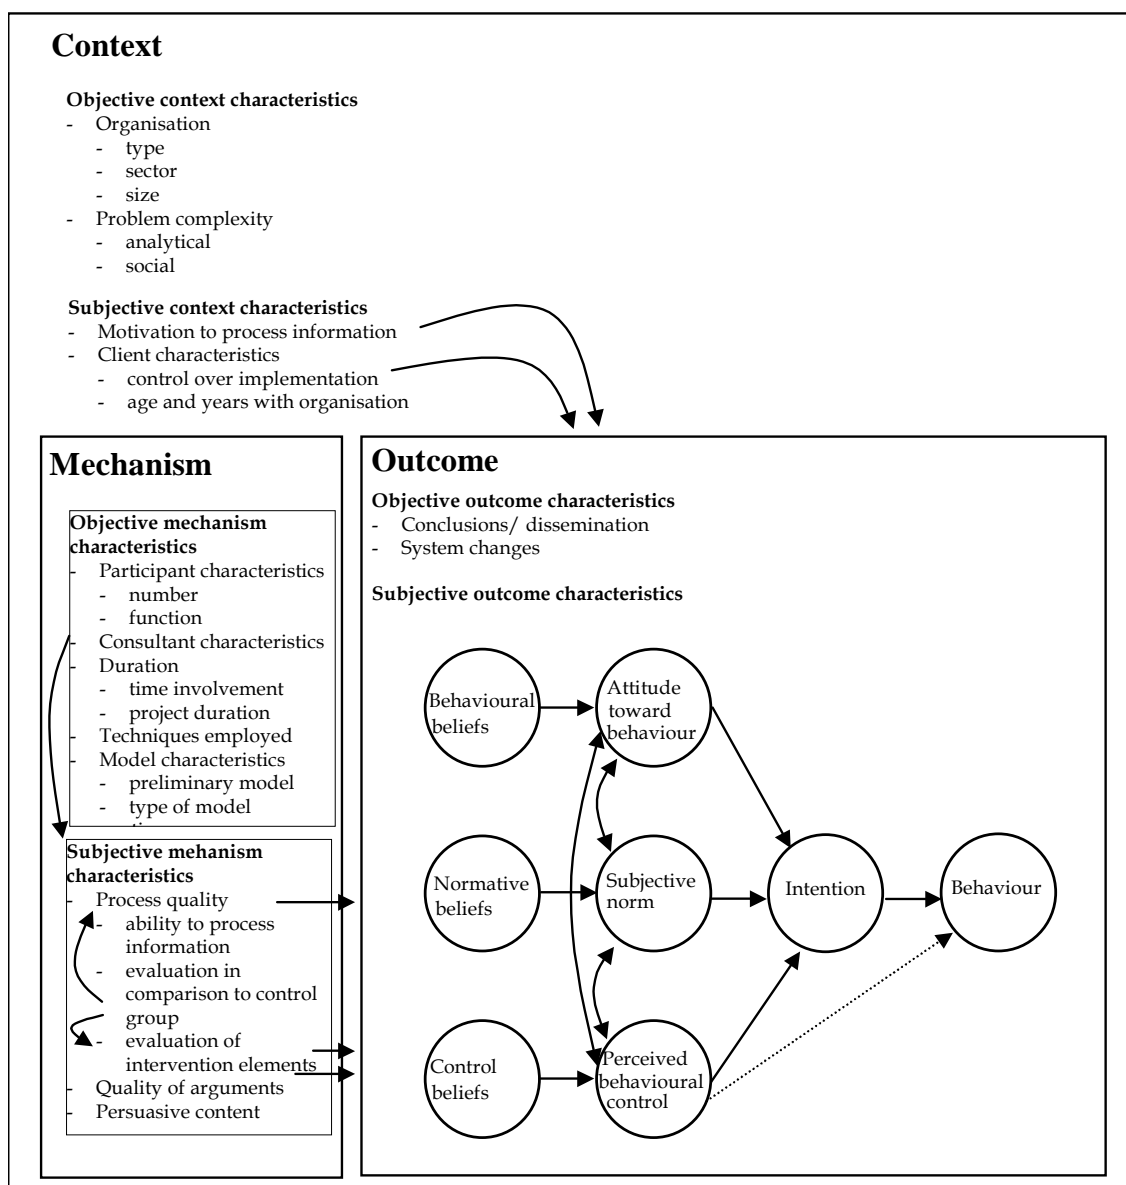 Context
Objective context characteristics
- Organisation
- type
- sector
- size
- Problem complexity
- analytical
- social
Subjective context characteristics
- Motivation to process information
- Client characteristics
- control over implementation
- age and years with organisation
Mechanism
Objective mechanism
characteristics
- Participant characteristics
- number
- function
- Consultant characteristics
- Duration
- time involvement
- project duration
- Techniques employed
- Model characteristics
- preliminary model
- type of model
Subjective mehanism
characteristics
- Process quality
- ability to process
information
- evaluation in
comparison to control
group
- evaluation of
intervention elements
- Quality of arguments
- Persuasive content
Outcome
Objective outcome characteristics
- Conclusions/ dissemination
- System changes
Subjective outcome characteristics
Behavioural
beliefs
Attitude
toward
behaviour
Normative
beliefs
Subjective
norm
Intention
Behaviour
Control
beliefs
Perceived
behavioural
control